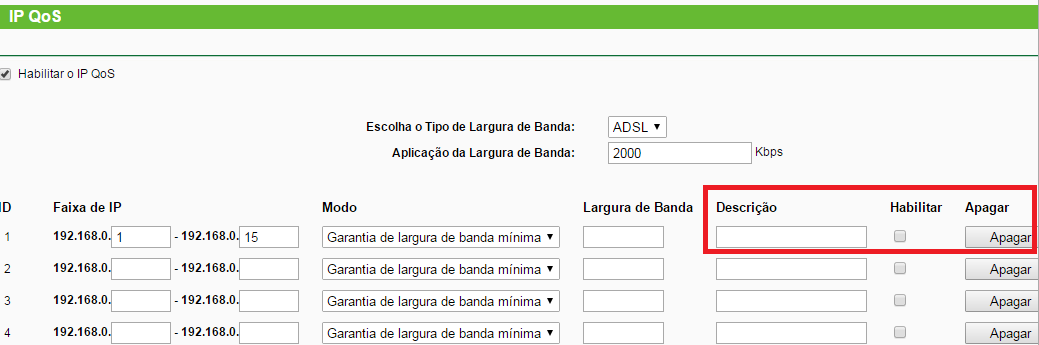 IP QoS
Habilitar o IP QoS
Escolha o Tipo de Largura de Banda: ADSL
Aplicação da Largura de Banda: 2000 Kbps
ID Faixa de IP Modo Largura de Banda Descrição Habilitar Apagar
1 192.168.0. 1 - 192.168.0. 15 Garantia de largura de banda mínima Apagar
2 192.168.0. - 192.168.0. Garantia de largura de banda mínima Apagar
3 192.168.0. - 192.168.0. Garantia de largura de banda mínima Apagar
4 192.168.0. - 192.168.0. Garantia de largura de banda mínima Apagar